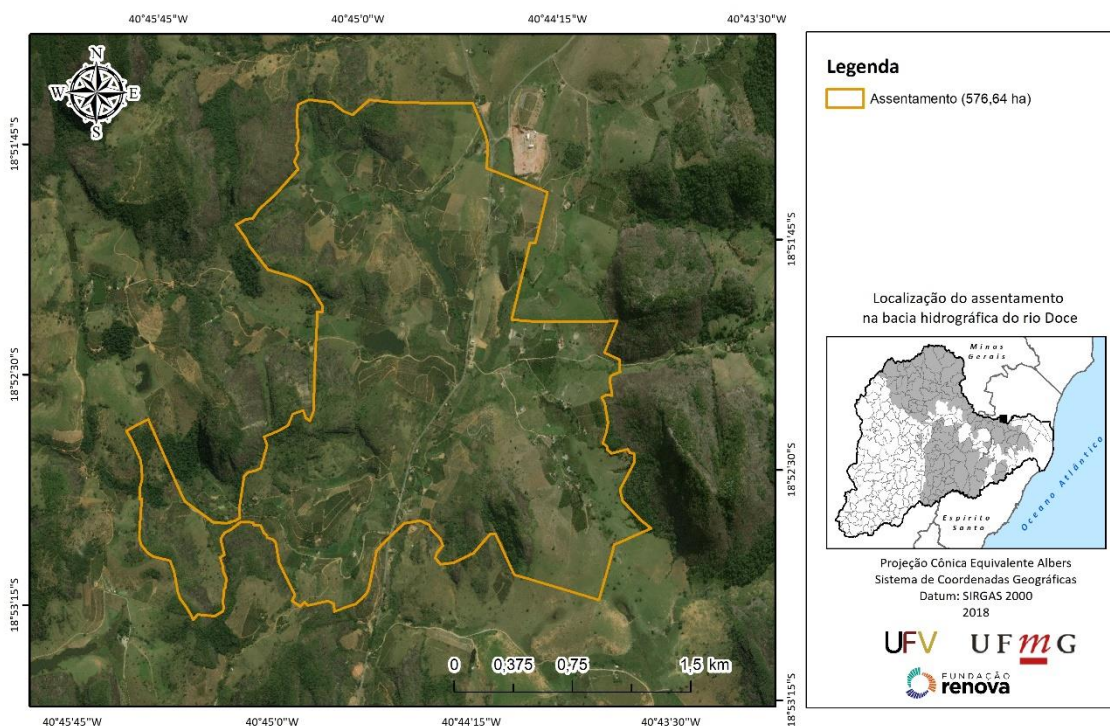 40°45'45"W
40°45'0"W
40°44'15"W
40°43'30"W
N
W E
S
18°51'45"S
18°52'30"S
18°53'15"S
18°51'45"S
18°52'30"S
18°53'15"S
0 0,375 0,75 1,5 km
40°45'45"W
40°45'0"W
40°44'15"W
40°43'30"W
Legenda
Assentamento (576,64 ha)
Localização do assentamento
na bacia hidrográfica do rio Doce
Minas
Gerais
Espírito
Santo
Oceano Atlântico
Projeção Cônica Equivalente Albers
Sistema de Coordenadas Geográficas
Datum: SIRGAS 2000
2018
UFV UFmG
FUNDAÇÃO
renova